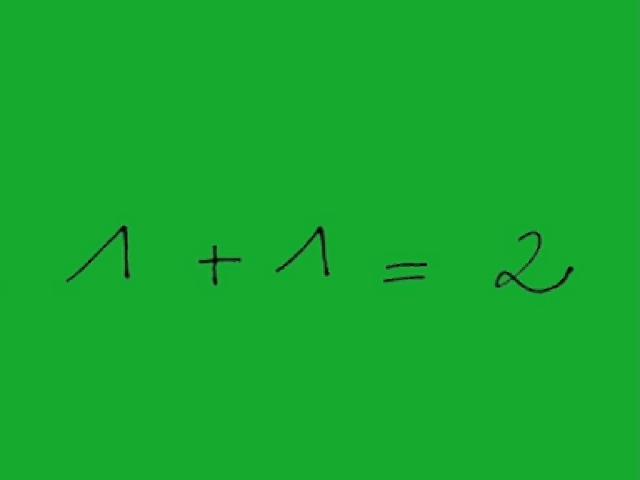 1 + 1 = 2